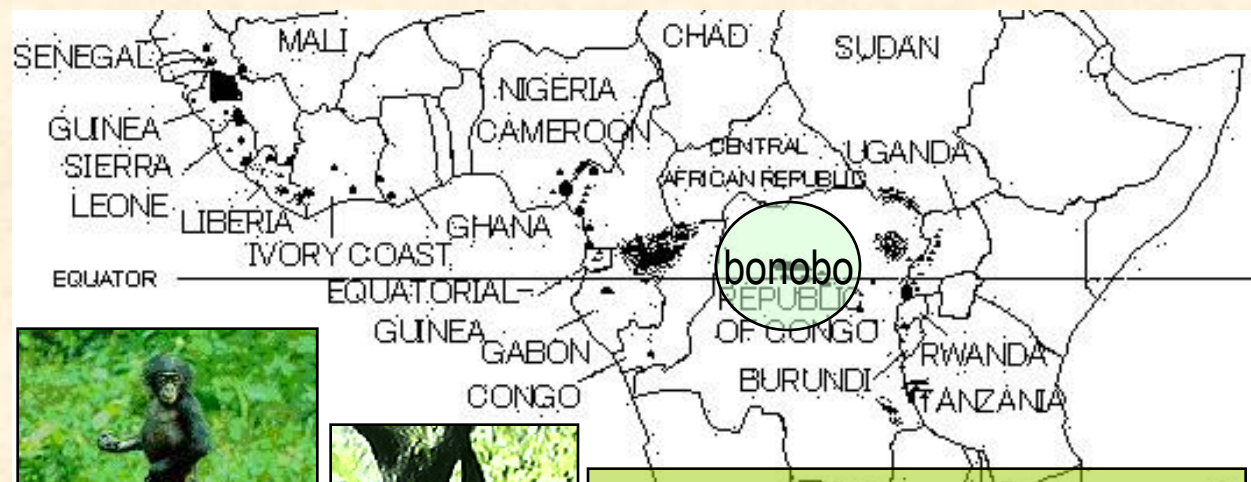 SENEGAL
MALI
CHAD
SUDAN
NIGERIA
GUINEA
CAMEROON
SIERRA
LEONE
CENTRAL
AFRICAN REPUBLIC
UGANDA
LIBERIA
GHANA
IVORY COAST
bonobo
EQUATOR
EQUATORIAL
GUINEA
REPUBLIC
OF CONGO
GABON
RWANDA
CONGO
BURUNDI
TANZANIA